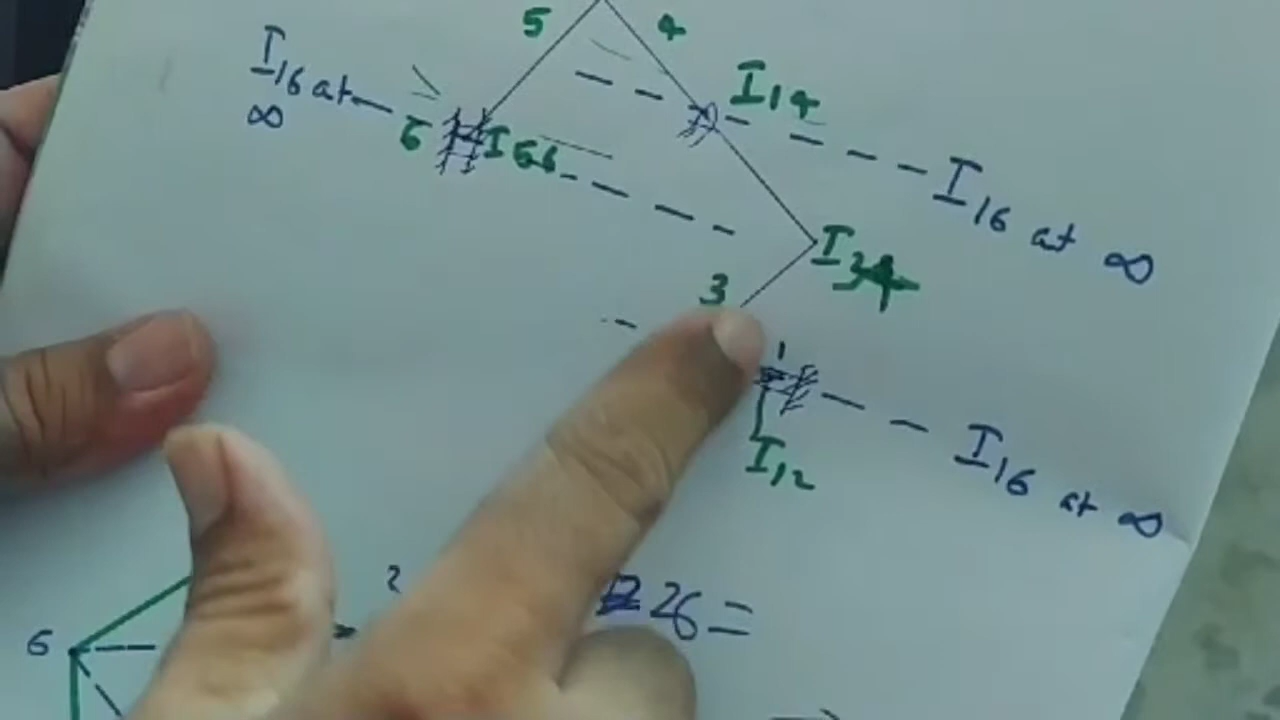 5 4
I16 at ∞
I14
6 I56
I16 at ∞
I34
3
1
I12
I16 at ∞
2
26 =
6